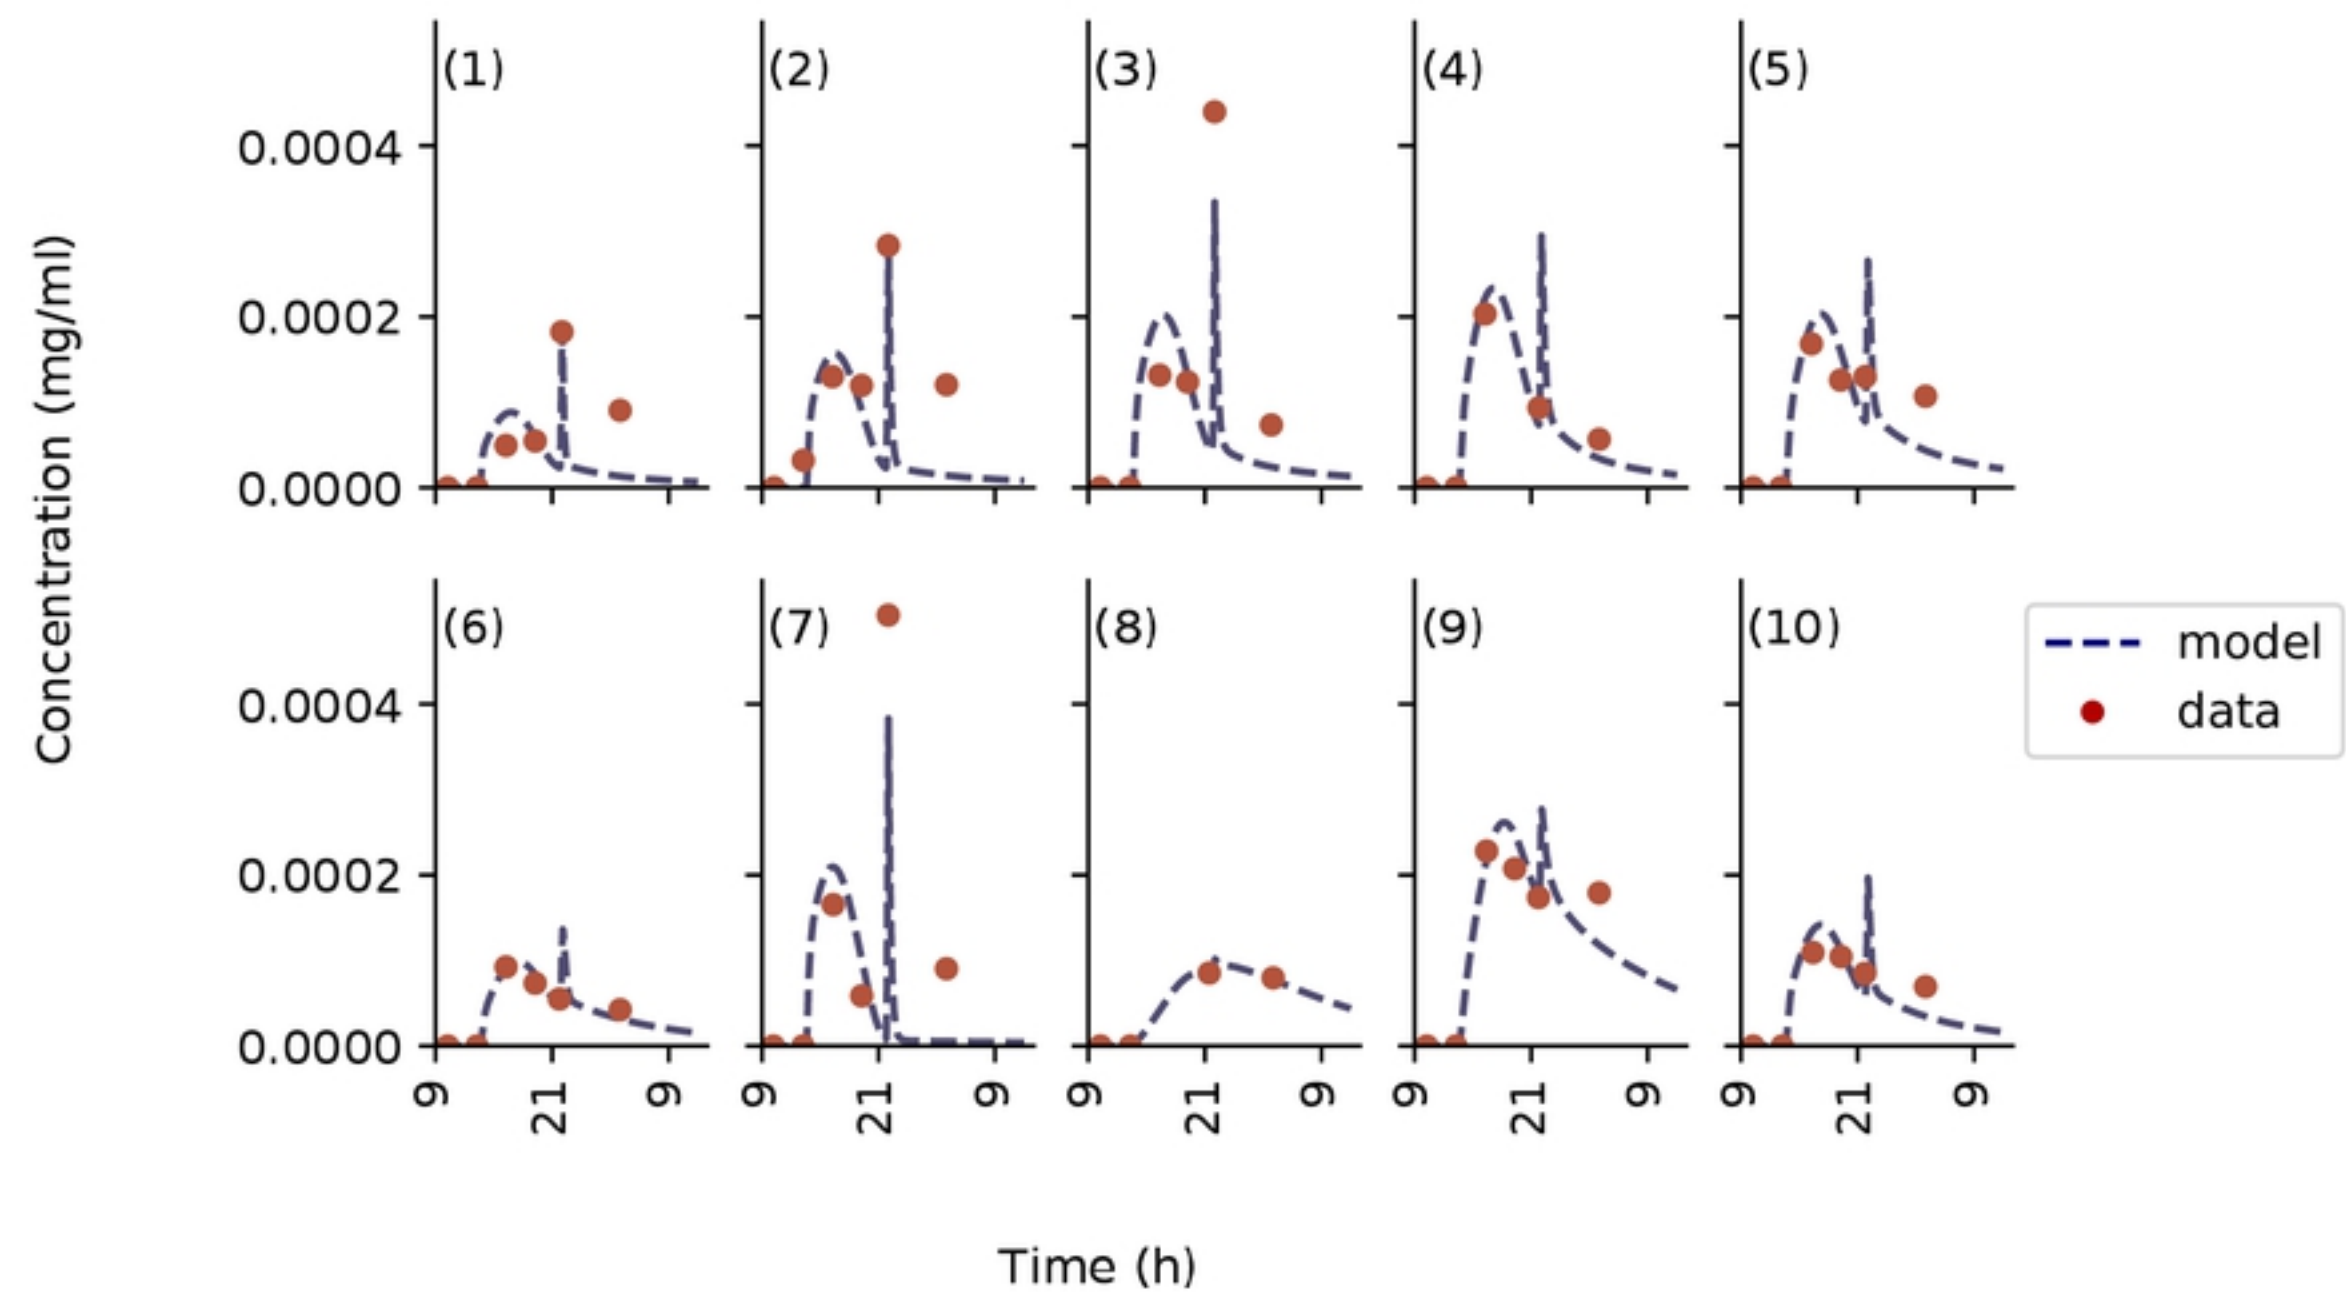 (1) (2) (3) (4) (5)
0.0004
0.0002
0.0000
Concentration (mg/ml)
(6) (7) (8) (9) (10)
0.0004
0.0002
0.0000
model
data
9 21 9 9 21 9 9 21 9 9 21 9 9 21 9
Time (h)